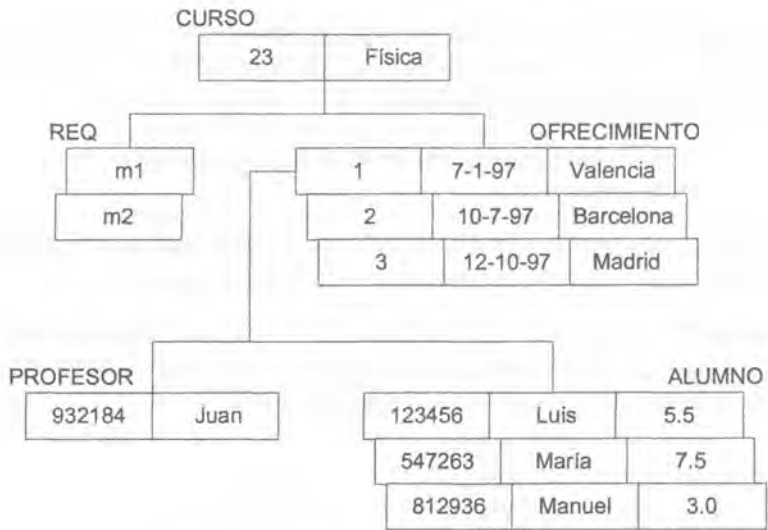 CURSO
23 Física
REQ OFRECIMIENTO
m1 1 7-1-97 Valencia
m2 2 10-7-97 Barcelona
3 12-10-97 Madrid
PROFESOR ALUMNO
932184 Juan 123456 Luis 5.5
547263 María 7.5
812936 Manuel 3.0